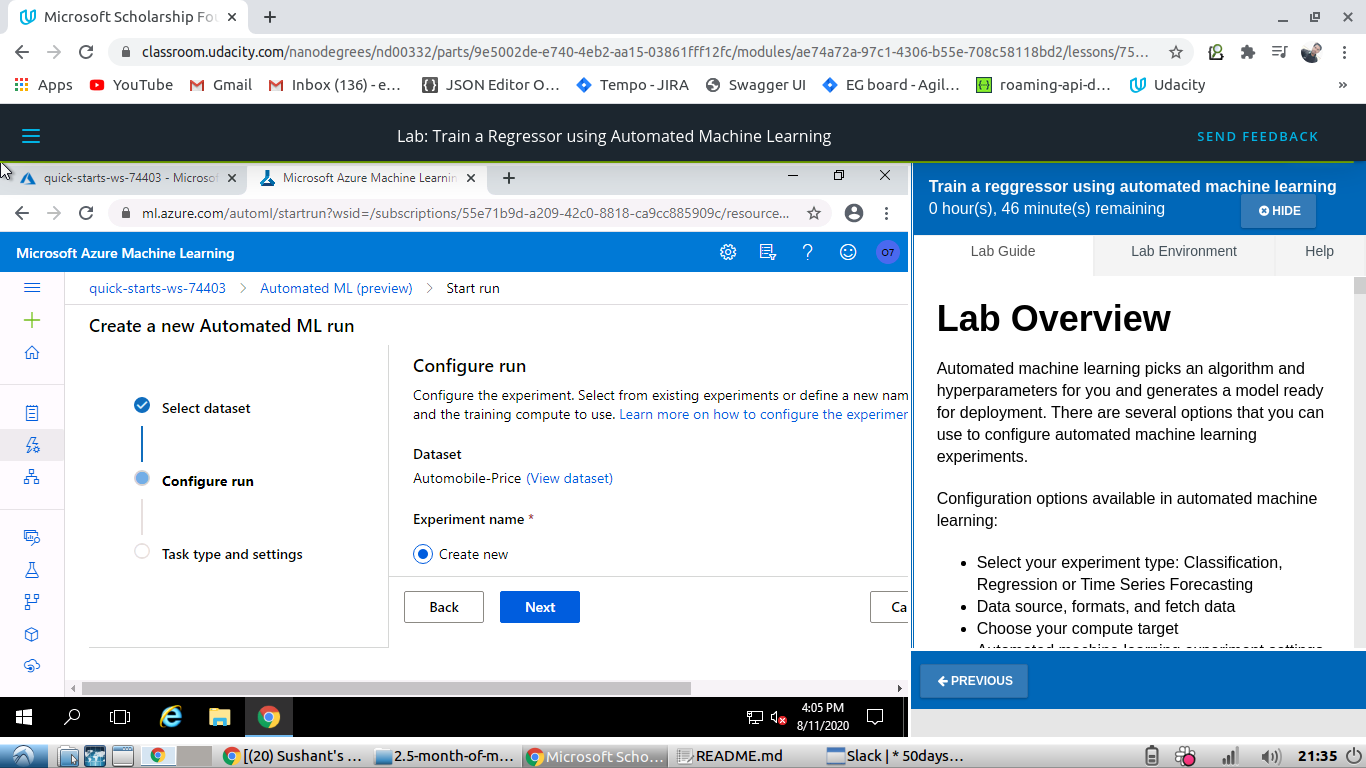 Microsoft Scholarship Fou
classroom.udacity.com/nanodegrees/nd00332/parts/9e5002de-e740-4eb2-aa15-03861fff12fc/modules/ae74a72a-97c1-4306-b55e-708c58118bd2/lessons/75...
Apps YouTube Gmail Inbox (136) - e... JSON Editor O... Tempo - JIRA Swagger UI EG board - Agil... roaming-api-d... Udacity »
Lab: Train a Regressor using Automated Machine Learning
SEND FEEDBACK
quick-starts-ws-74403 - Microso
Microsoft Azure Machine Learnin
ml.azure.com/automl/startrun?wsid=/subscriptions/55e71b9d-a209-42c0-8818-ca9cc885909c/resource...
Microsoft Azure Machine Learning
O7
quick-starts-ws-74403 > Automated ML (preview) > Start run
Create a new Automated ML run
Select dataset
Configure run
Task type and settings
Configure run
Configure the experiment. Select from existing experiments or define a new nam
and the training compute to use. Learn more on how to configure the experimer
Dataset
Automobile-Price (View dataset)
Experiment name *
Create new
Back
Next
Ca
4:05 PM
8/11/2020
Train a reggressor using automated machine learning
0 hour(s), 46 minute(s) remaining
HIDE
Lab Guide
Lab Environment
Help
Lab Overview
Automated machine learning picks an algorithm and
hyperparameters for you and generates a model ready
for deployment. There are several options that you can
use to configure automated machine learning
experiments.
Configuration options available in automated machine
learning:
• Select your experiment type: Classification,
Regression or Time Series Forecasting
• Data source, formats, and fetch data
• Choose your compute target
• Automated machine learning experiment settings
PREVIOUS
[(20) Sushant's ...
2.5-month-of-m...
Microsoft Scho...
README.md
Slack | * 50days...
21:35